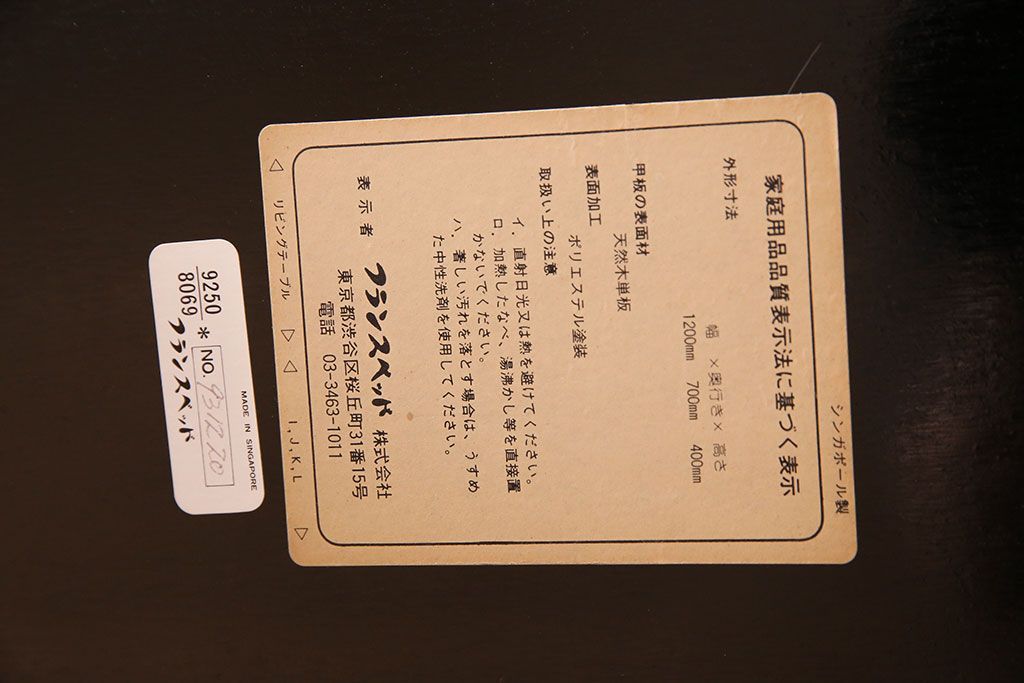 シンガポール製
家庭用品品質表示法に基づく表示
外形寸法
幅 ×奥行き× 高さ
1200mm 700mm 400mm
甲板の表面材
天然木単板
表面加工
ポリエステル塗装
取扱い上の注意
イ. 直射日光又は熱を避けてください。
ロ. 加熱したなべ、湯沸かし等を直接置
かないでください。
ハ. 著しい汚れを落とす場合は、うすめ
た中性洗剤を使用してください。
表示者 フランスベッド 株式会社
東京都渋谷区桜丘町31番15号
電話 03-3463-1011
◁ リビングテーブル ▷ ◁ I, J, K, L ▷
MADE IN SINGAPORE
9250
8069
* NO. 931220
フランスベッド